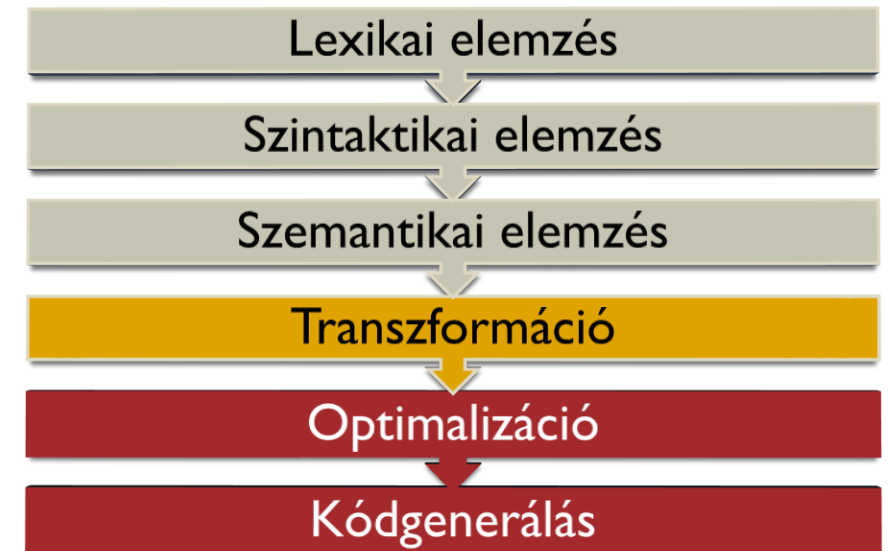 Lexikai elemzés
Szintaktikai elemzés
Szemantikai elemzés
Transzformáció
Optimalizáció
Kódgenerálás